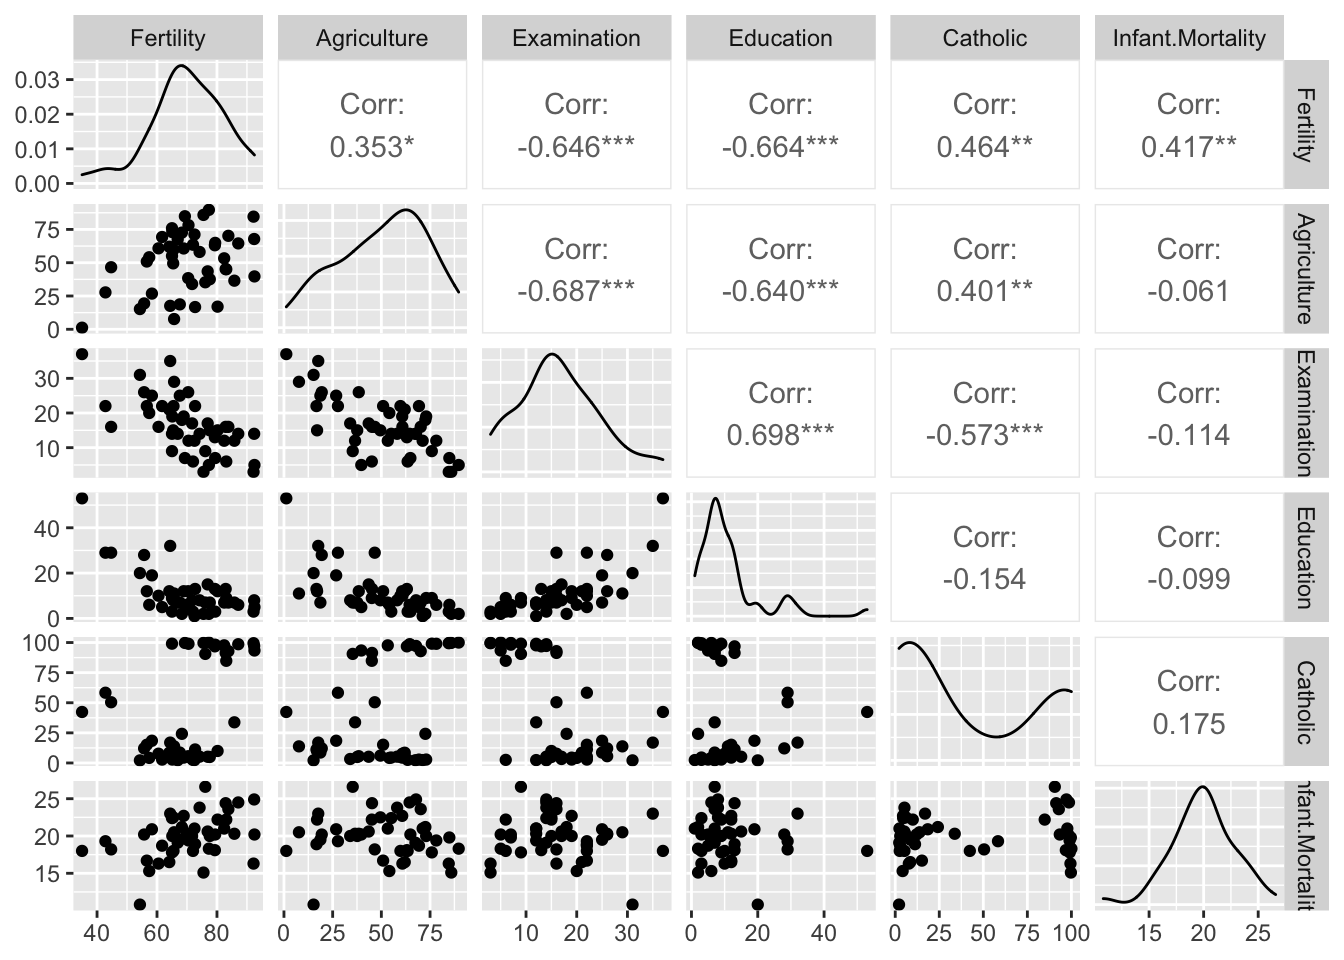 Fertility Agriculture Examination Education Catholic Infant.Mortality
0.03
0.02
0.01
0.00
Corr:
0.353*
Corr:
-0.646***
Corr:
-0.664***
Corr:
0.464**
Corr:
0.417**
Fertility
75
50
25
0
Corr:
-0.687***
Corr:
-0.640***
Corr:
0.401**
Corr:
-0.061
Agriculture
30
20
10
Corr:
0.698***
Corr:
-0.573***
Corr:
-0.114
Examination
40
20
0
Corr:
-0.154
Corr:
-0.099
Education
100
75
50
25
0
Corr:
0.175
Catholic
25
20
15
nfant.Mortalit
40 60 80 0 25 50 75 10 20 30 0 20 40 0 25 50 75 100 15 20 25